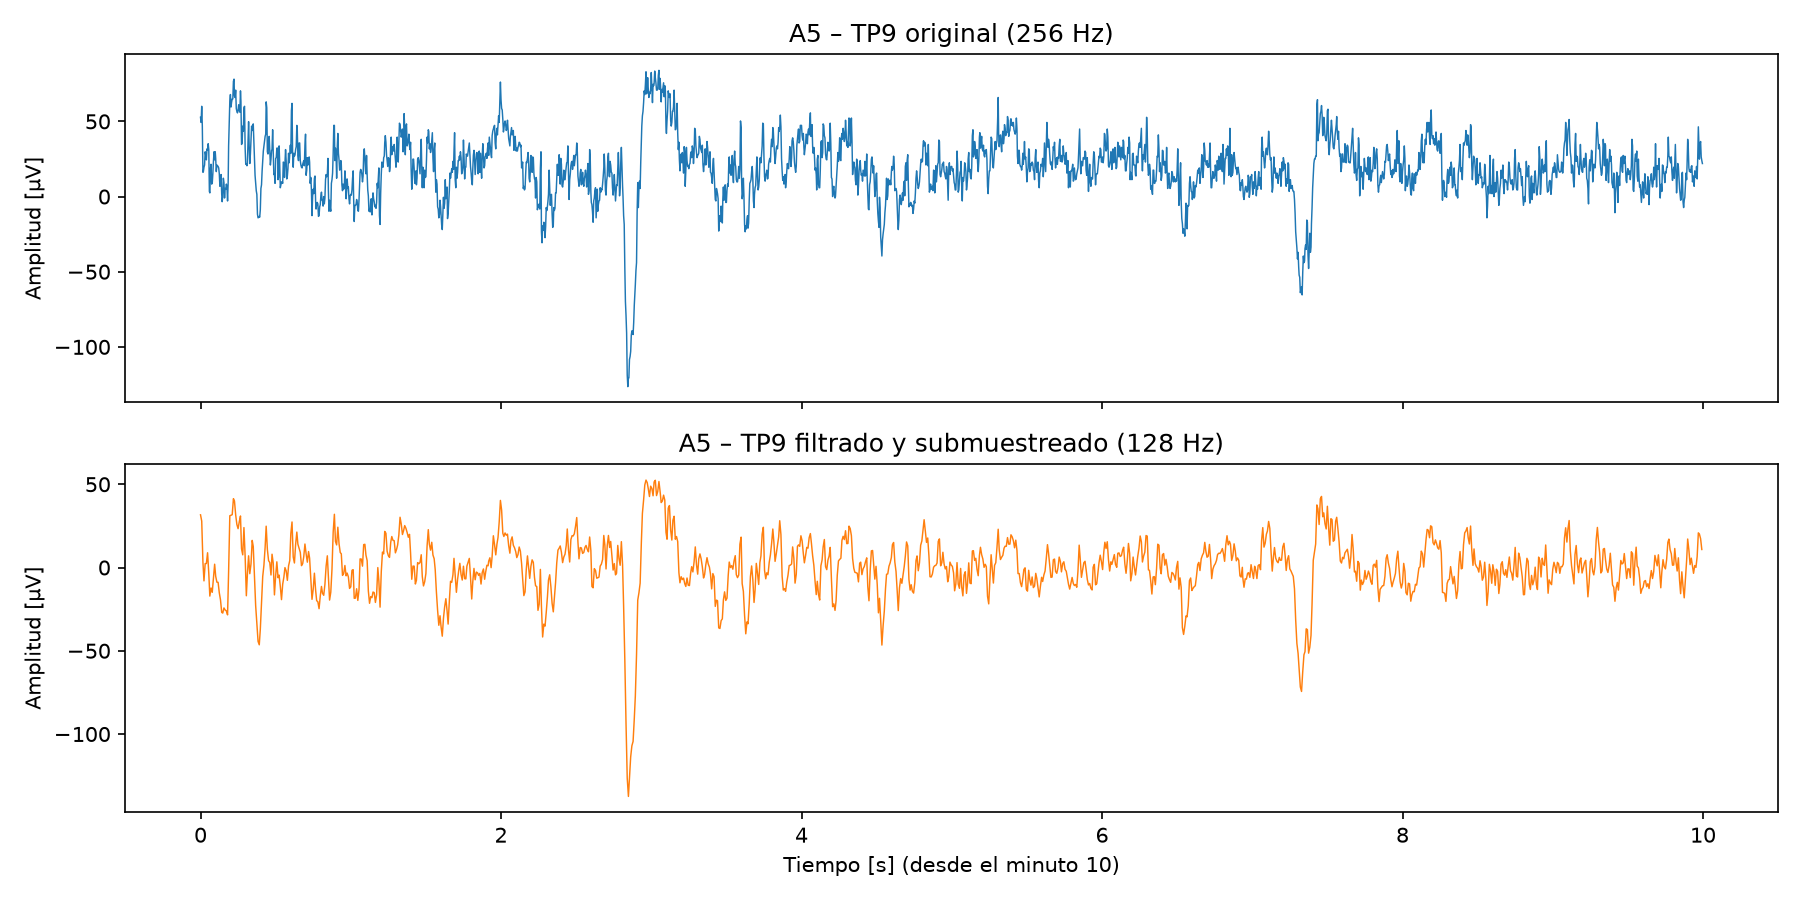 A5 – TP9 original (256 Hz)
50
0
−50
−100
Amplitud [µV]
A5 – TP9 filtrado y submuestreado (128 Hz)
50
0
−50
−100
Amplitud [µV]
0 2 4 6 8 10
Tiempo [s] (desde el minuto 10)